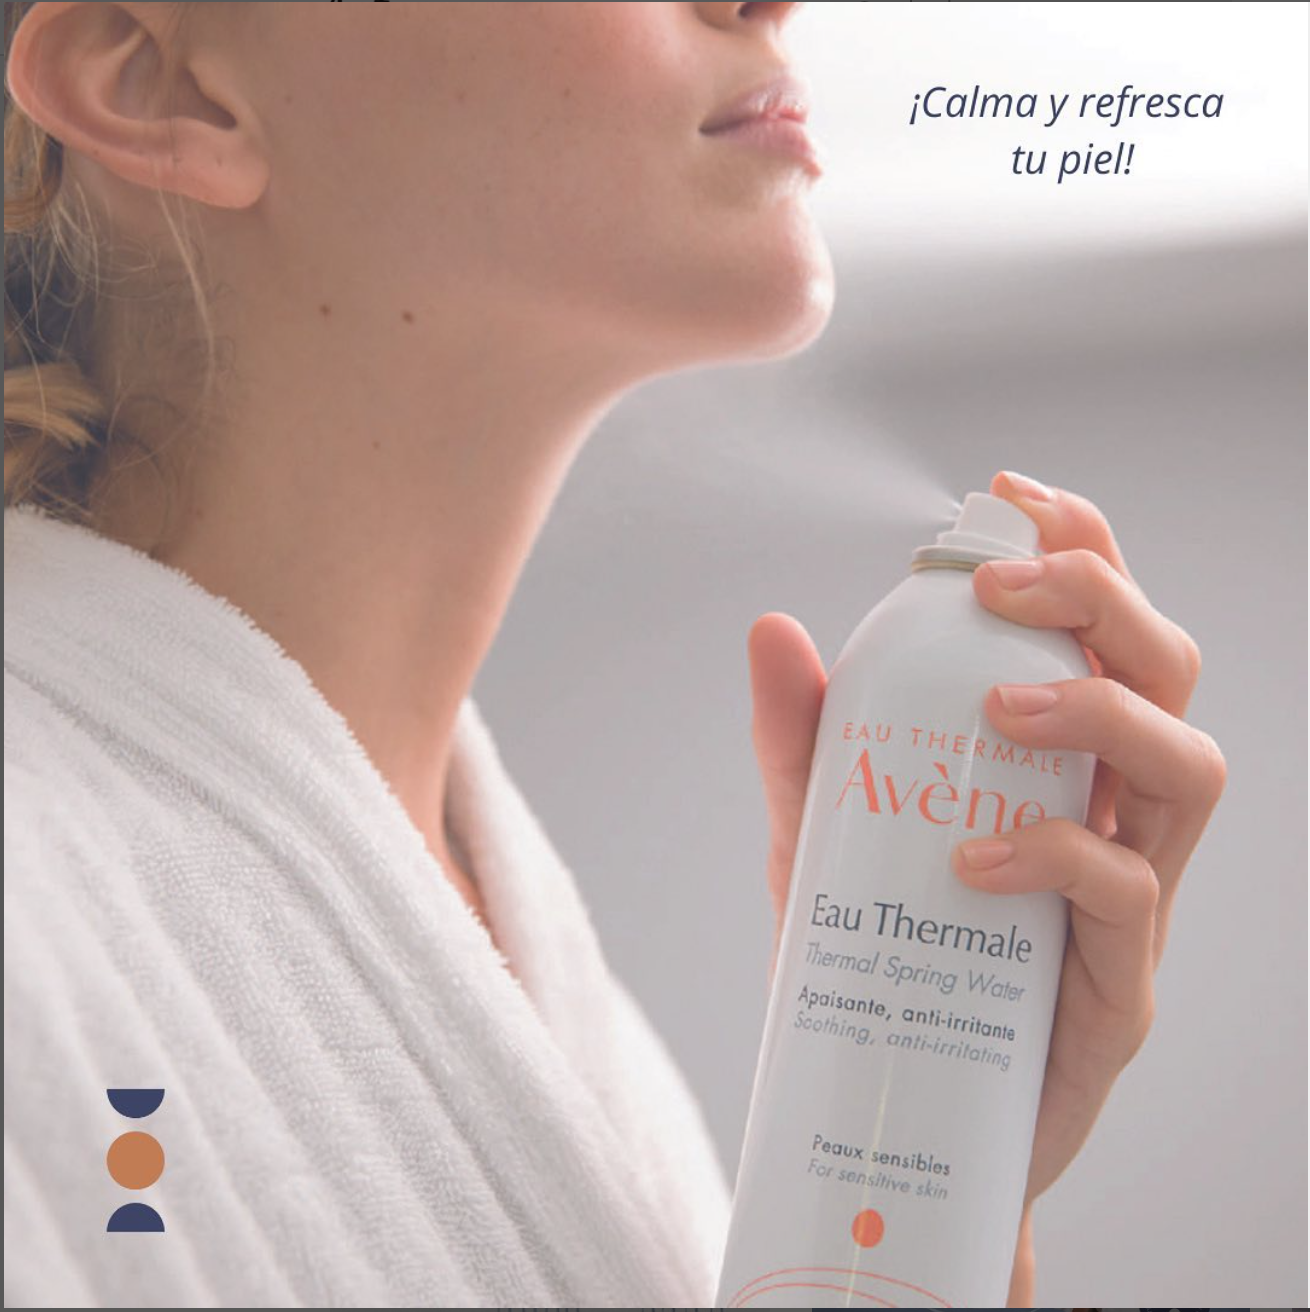 ¡Calma y refresca
tu piel!
EAU THERMALE
Avène
Eau Thermale
Thermal Spring Water
Apaisante, anti-irritante
Soothing, anti-irritating
Peaux sensibles
For sensitive skin